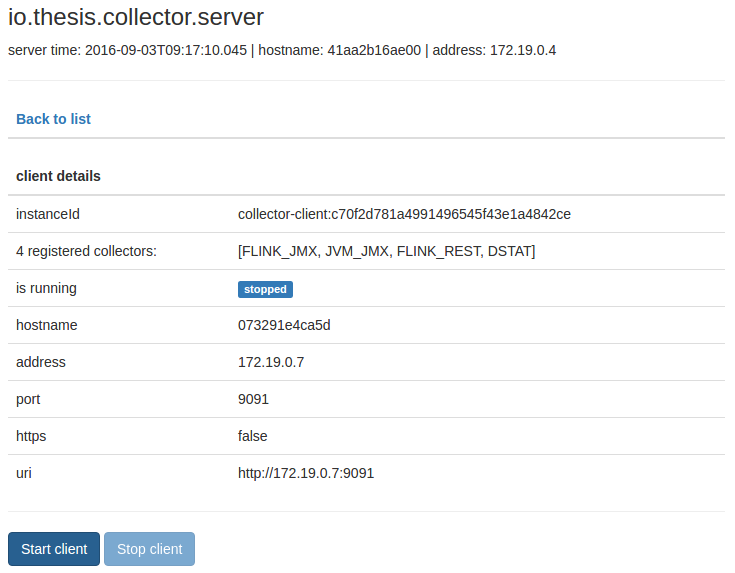 io.thesis.collector.server
server time: 2016-09-03T09:17:10.045 | hostname: 41aa2b16ae00 | address: 172.19.0.4
Back to list
client details
instanceId collector-client:c70f2d781a4991496545f43e1a4842ce
4 registered collectors: [FLINK_JMX, JVM_JMX, FLINK_REST, DSTAT]
is running stopped
hostname 073291e4ca5d
address 172.19.0.7
port 9091
https false
uri http://172.19.0.7:9091
Start client Stop client